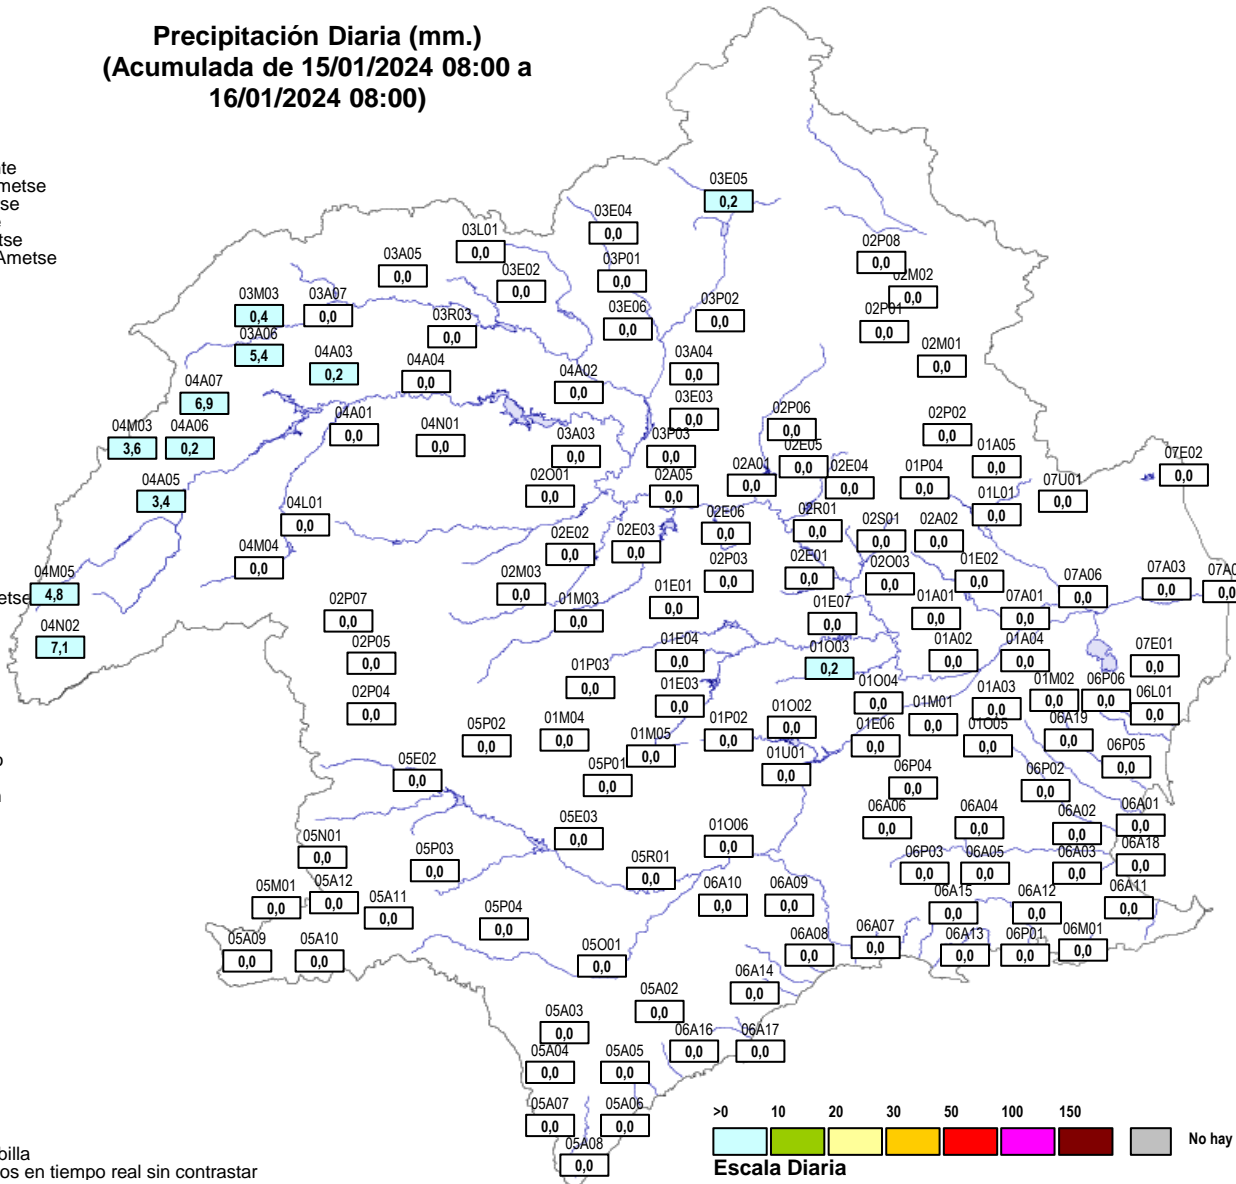 Precipitación Diaria (mm.)
(Acumulada de 15/01/2024 08:00 a
16/01/2024 08:00)
nte
metse
tse
e
tse
Ametse
etse
o
n
billa
os en tiempo real sin contrastar
03E05
0,2
03E04
0,0
03L01
0,0
03A05
0,0
03P01
0,0
03E02
0,0
02P08
0,0
02M02
0,0
03M03
0,4
03A07
0,0
03R03
0,0
03E06
0,0
03P02
0,0
02P01
0,0
03A06
5,4
04A03
0,2
04A04
0,0
04A02
0,0
03A04
0,0
02M01
0,0
04A07
6,9
04A01
0,0
04N01
0,0
03E03
0,0
02P06
0,0
02P02
0,0
04M03
3,6
04A06
0,2
03A03
0,0
03P03
0,0
02E05
0,0
01A05
0,0
07E02
0,0
04A05
3,4
02O01
0,0
02A05
0,0
02A01
0,0
02E04
0,0
01P04
0,0
07U01
0,0
01L01
0,0
04L01
0,0
02E06
0,0
02R01
0,0
02S01
0,0
02A02
0,0
04M04
0,0
02E02
0,0
02E03
0,0
02P03
0,0
02E01
0,0
02O03
0,0
01E02
0,0
04M05
4,8
02M03
0,0
01M03
0,0
01E01
0,0
07A06
0,0
07A03
0,0
07A0
0,0
02P07
0,0
01E07
0,0
01A01
0,0
07A01
0,0
04N02
7,1
02P05
0,0
01E04
0,0
01O03
0,2
01A02
0,0
01A04
0,0
07E01
0,0
02P04
0,0
01P03
0,0
01E03
0,0
01O04
0,0
01A03
0,0
01M02
0,0
06P06
0,0
06L01
0,0
05P02
0,0
01M04
0,0
01M05
0,0
01P02
0,0
01O02
0,0
01E06
0,0
01M01
0,0
01O05
0,0
06A19
0,0
06P05
0,0
05E02
0,0
05P01
0,0
01U01
0,0
06P04
0,0
06P02
0,0
05E03
0,0
01O06
0,0
06A06
0,0
06A04
0,0
06A02
0,0
06A01
0,0
05N01
0,0
05P03
0,0
05R01
0,0
06P03
0,0
06A05
0,0
06A03
0,0
06A18
0,0
05M01
0,0
05A12
0,0
05A11
0,0
06A10
0,0
06A09
0,0
06A15
0,0
06A12
0,0
06A11
0,0
05P04
0,0
05A09
0,0
05A10
0,0
05O01
0,0
06A08
0,0
06A07
0,0
06A13
0,0
06P01
0,0
06M01
0,0
06A14
0,0
05A02
0,0
05A03
0,0
06A16
0,0
06A17
0,0
05A04
0,0
05A05
0,0
05A07
0,0
05A06
0,0
05A08
0,0
>0 10 20 30 50 100 150
No hay
Escala Diaria